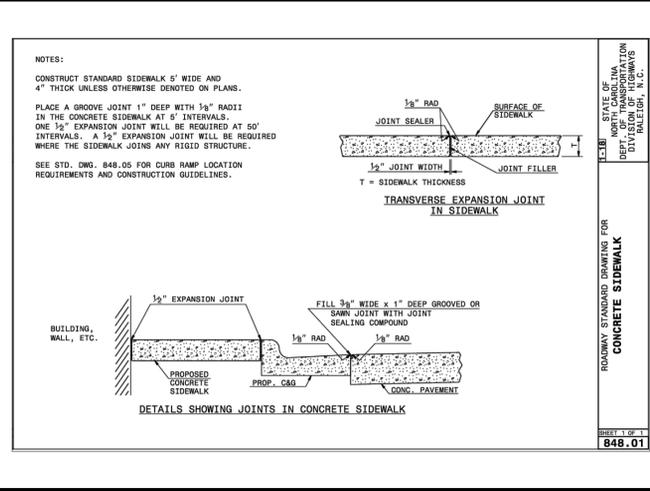 NOTES:
CONSTRUCT STANDARD SIDEWALK 5' WIDE AND
4" THICK UNLESS OTHERWISE DENOTED ON PLANS.
PLACE A GROOVE JOINT 1" DEEP WITH 1/8" RADII
IN THE CONCRETE SIDEWALK AT 5' INTERVALS.
ONE 1/2" EXPANSION JOINT WILL BE REQUIRED AT 50'
INTERVALS. A 1/2" EXPANSION JOINT WILL BE REQUIRED
WHERE THE SIDEWALK JOINS ANY RIGID STRUCTURE.
SEE STD. DWG. 848.05 FOR CURB RAMP LOCATION
REQUIREMENTS AND CONSTRUCTION GUIDELINES.
1/8" RAD
JOINT SEALER
SURFACE OF
SIDEWALK
T
1/2" JOINT WIDTH
JOINT FILLER
T = SIDEWALK THICKNESS
TRANSVERSE EXPANSION JOINT
IN SIDEWALK
1/2" EXPANSION JOINT
BUILDING,
WALL, ETC.
FILL 3/8" WIDE x 1" DEEP GROOVED OR
SAWN JOINT WITH JOINT
SEALING COMPOUND
1/8" RAD
1/8" RAD
PROPOSED
CONCRETE
SIDEWALK
PROP. C&G
CONC. PAVEMENT
DETAILS SHOWING JOINTS IN CONCRETE SIDEWALK
1-18
STATE OF
NORTH CAROLINA
DEPT. OF TRANSPORTATION
DIVISION OF HIGHWAYS
RALEIGH, N.C.
ROADWAY STANDARD DRAWING FOR
CONCRETE SIDEWALK
SHEET 1 OF 1
848.01